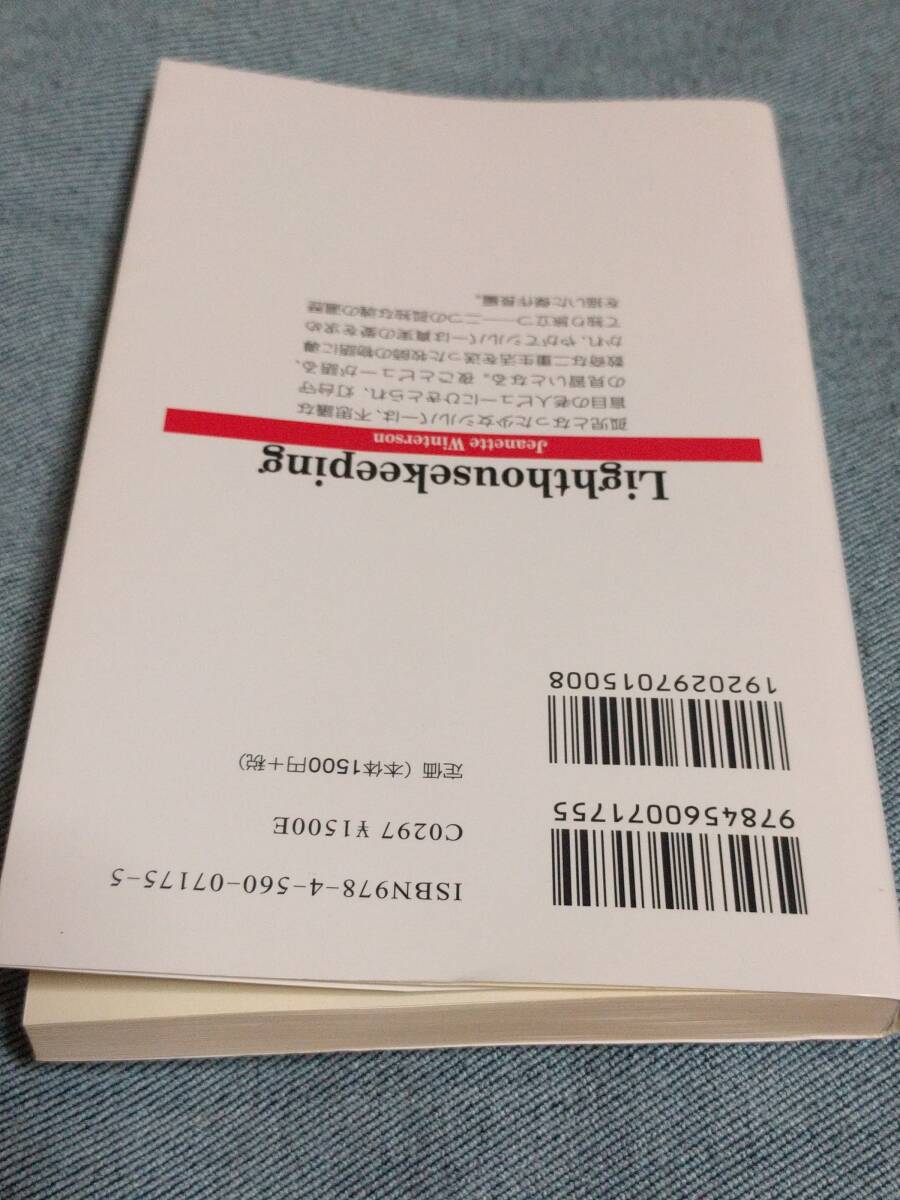 Lighthousekeeping
Jeanette Winterson
孤児となった少女シルバーは、不思議な
盲目の老人ピューにひきとられ、灯台守
の見習いとなる。夜ごとピューが語る、
数奇な二重生活を送った牧師の物語に導
かれ、やがてシルバーは真実の愛を求め
て独り旅立つ――二つの孤独な魂の遍歴
を描いた傑作長編。
ISBN978-4-560-07175-5
C0297 ¥1500E
定価（本体1500円+税）
9784560071755
1920297015008